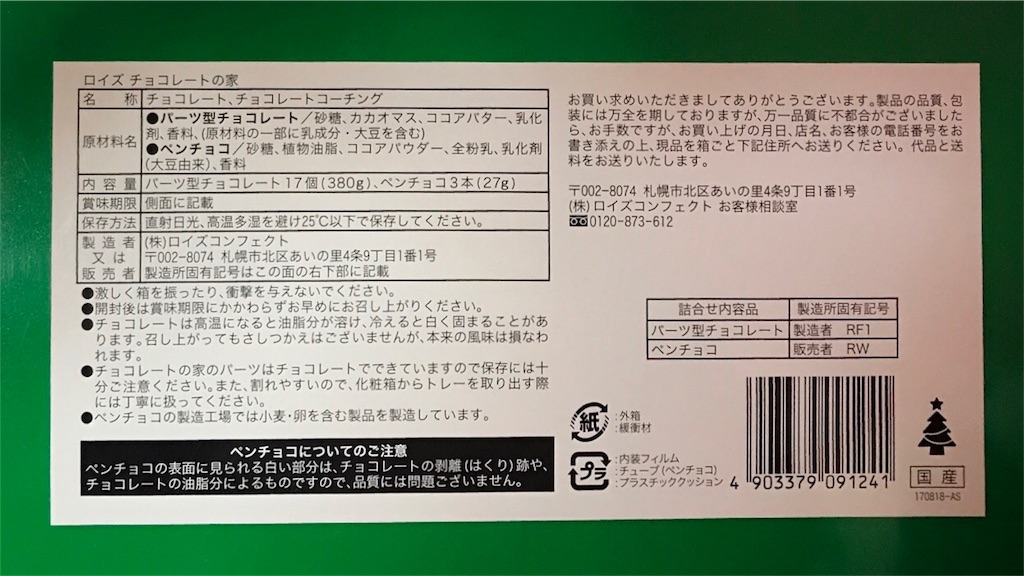 ロイズ チョコレートの家
名称 チョコレート、チョコレートコーチング
原材料名 ●パーツ型チョコレート／砂糖、カカオマス、ココアバター、乳化
剤、香料、(原材料の一部に乳成分・大豆を含む)
●ペンチョコ／砂糖、植物油脂、ココアパウダー、全粉乳、乳化剤
(大豆由来)、香料
内容量 パーツ型チョコレート17個(380g)、ペンチョコ3本(27g)
賞味期限 側面に記載
保存方法 直射日光、高温多湿を避け25℃以下で保存してください。
製造者 (株)ロイズコンフェクト
又は 〒002-8074 札幌市北区あいの里4条9丁目1番1号
販売者 製造所固有記号はこの面の右下部に記載
●激しく箱を振ったり、衝撃を与えないでください。
●開封後は賞味期限にかかわらずお早めにお召し上がりください。
●チョコレートは高温になると油脂分が溶け、冷えると白く固まることがあ
ります。召し上がってもさしつかえはございませんが、本来の風味は損なわ
れます。
●チョコレートの家のパーツはチョコレートでできていますので保存には十
分ご注意ください。また、割れやすいので、化粧箱からトレーを取り出す際
には丁寧に扱ってください。
●ペンチョコの製造工場では小麦・卵を含む製品を製造しています。
ペンチョコについてのご注意
ペンチョコの表面に見られる白い部分は、チョコレートの剥離(はくり)跡や、
チョコレートの油脂分によるものですので、品質には問題ございません。
お買い求めいただきましてありがとうございます。製品の品質、包
装には万全を期しておりますが、万一品質に不都合がございました
ら、お手数ですが、お買い上げの月日、店名、お客様の電話番号をお
書き添えの上、現品を箱ごと下記住所へお送りください。代品と送
料をお送りいたします。
〒002-8074 札幌市北区あいの里4条9丁目1番1号
(株)ロイズコンフェクト お客様相談室
0120-873-612
詰合せ内容品 製造所固有記号
パーツ型チョコレート 製造者 RF1
ペンチョコ 販売者 RW
紙 :外箱
:緩衝材
プラ :内装フィルム
:チューブ(ペンチョコ)
:プラスチッククッション
4 903379 091241
国産
170818-AS